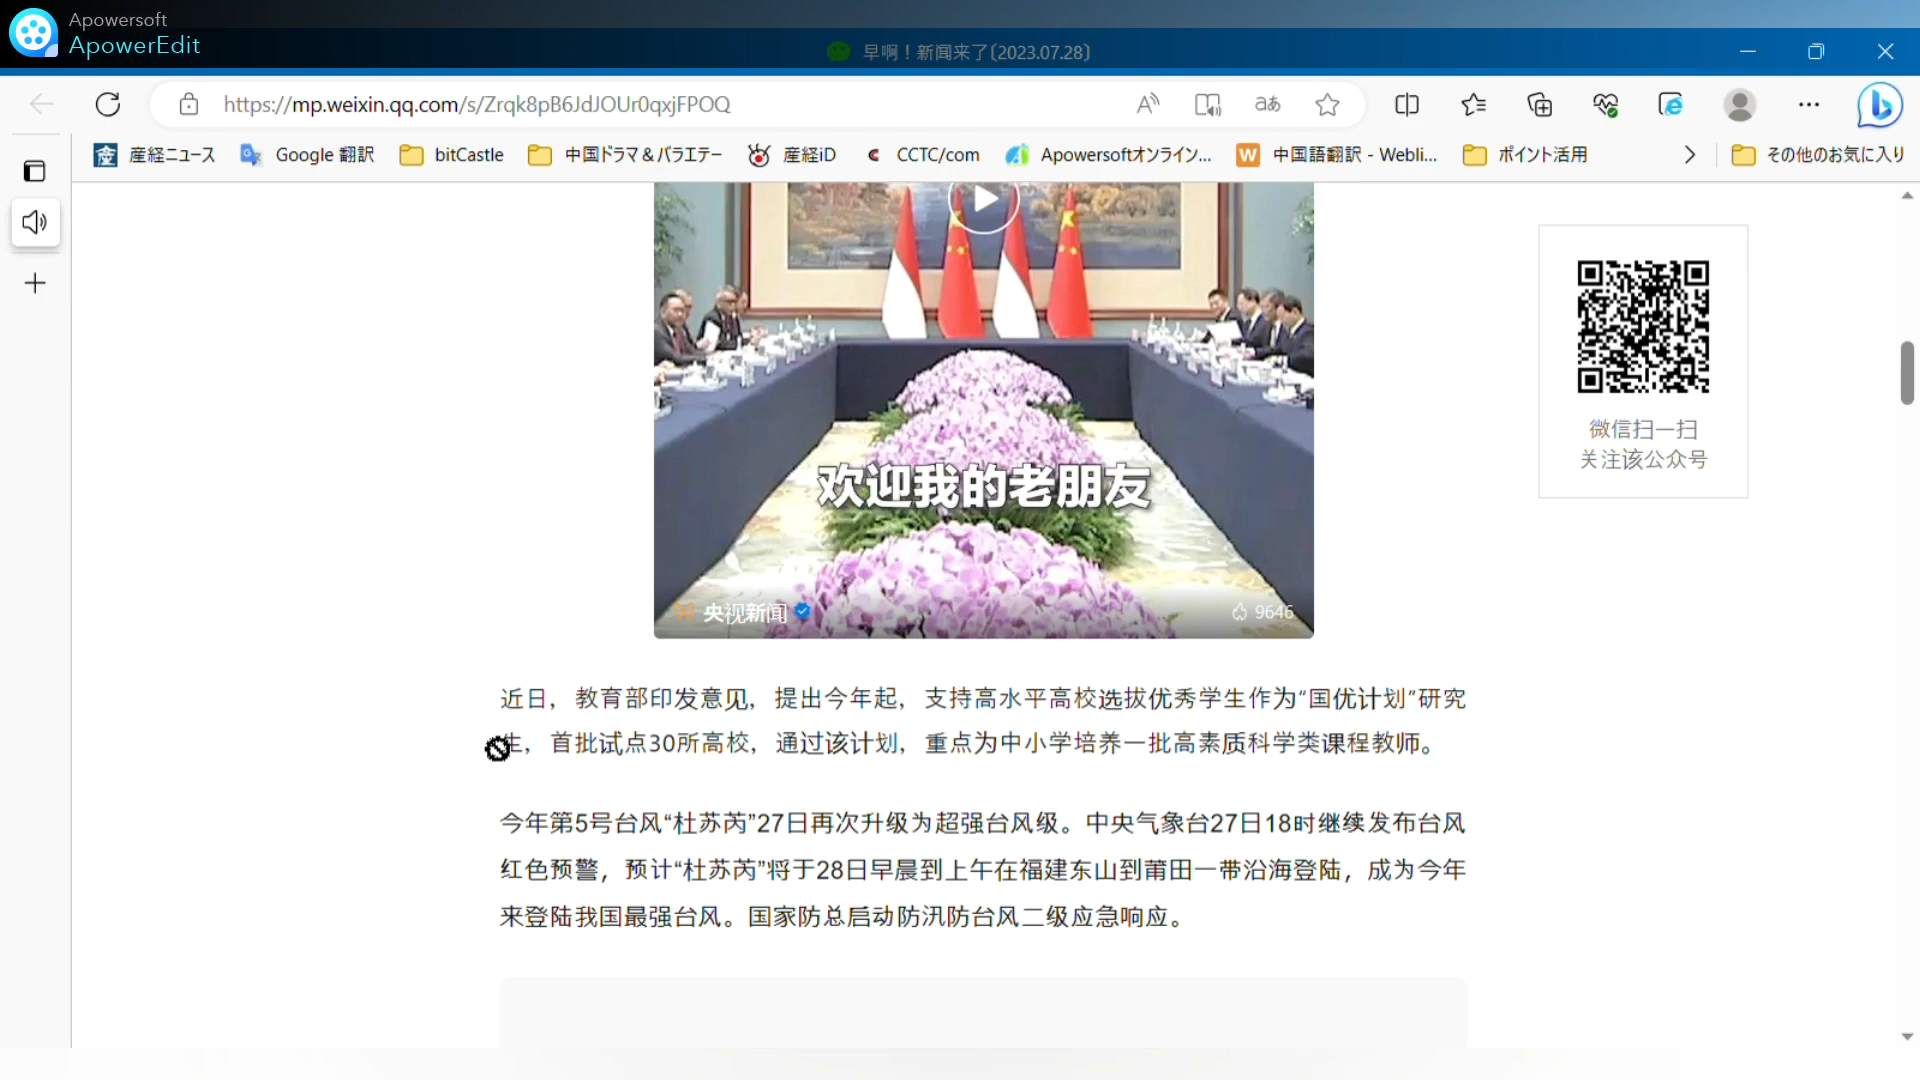 Apowersoft
ApowerEdit
早啊！新闻来了〔2023.07.28〕
https://mp.weixin.qq.com/s/Zrqk8pB6JdJOUr0qxjFPOQ
産経ニュース
Google 翻訳
bitCastle
中国ドラマ＆バラエテー
産経iD
CCTC/com
Apowersoftオンライン...
中国語翻訳 - Webli...
ポイント活用
その他のお気に入り
欢迎我的老朋友
央视新闻
9646
微信扫一扫
关注该公众号
近日，教育部印发意见，提出今年起，支持高水平高校选拔优秀学生作为“国优计划”研究
生，首批试点30所高校，通过该计划，重点为中小学培养一批高素质科学类课程教师。
今年第5号台风“杜苏芮”27日再次升级为超强台风级。中央气象台27日18时继续发布台风
红色预警，预计“杜苏芮”将于28日早晨到上午在福建东山到莆田一带沿海登陆，成为今年
来登陆我国最强台风。国家防总启动防汛防台风二级应急响应。